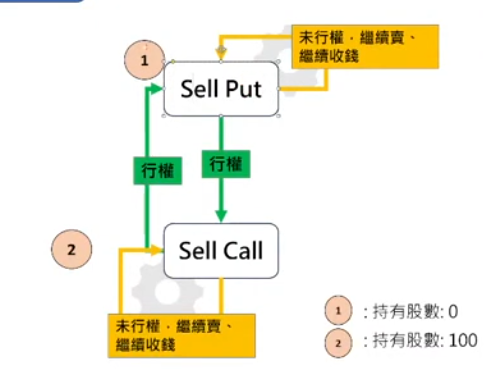 未行權，繼續賣、
繼續收錢
1
Sell Put
行權
行權
2
Sell Call
未行權，繼續賣、
繼續收錢
1 : 持有股數: 0
2 : 持有股數: 100